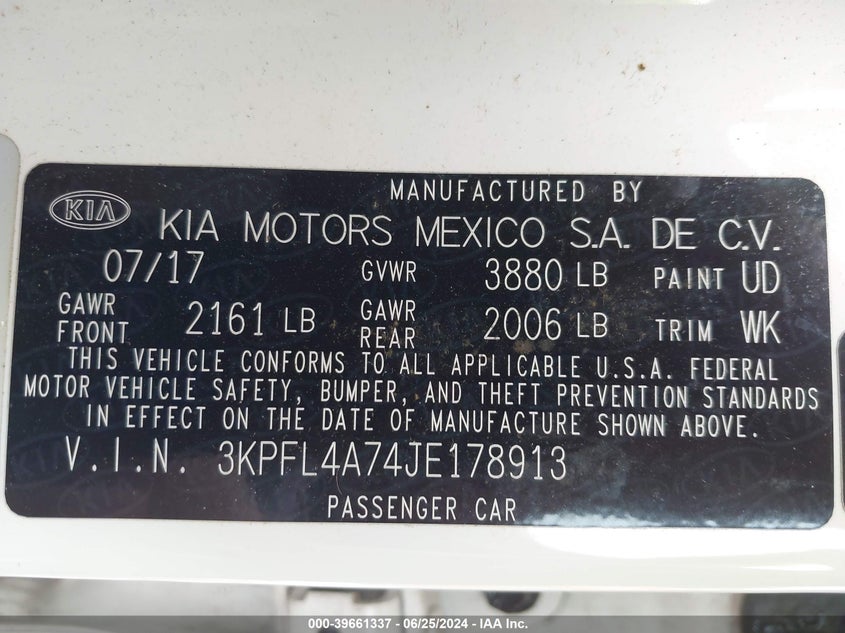 MANUFACTURED BY
KIA KIA MOTORS MEXICO S.A. DE C.V.
07/17 GVWR 3880 LB PAINT UD
GAWR FRONT 2161 LB GAWR REAR 2006 LB TRIM WK
THIS VEHICLE CONFORMS TO ALL APPLICABLE U.S.A. FEDERAL
MOTOR VEHICLE SAFETY, BUMPER, AND THEFT PREVENTION STANDARDS
IN EFFECT ON THE DATE OF MANUFACTURE SHOWN ABOVE.
V.I.N. 3KPFL4A74JE178913
PASSENGER CAR
000-39661337 - 06/25/2024 - IAA Inc.